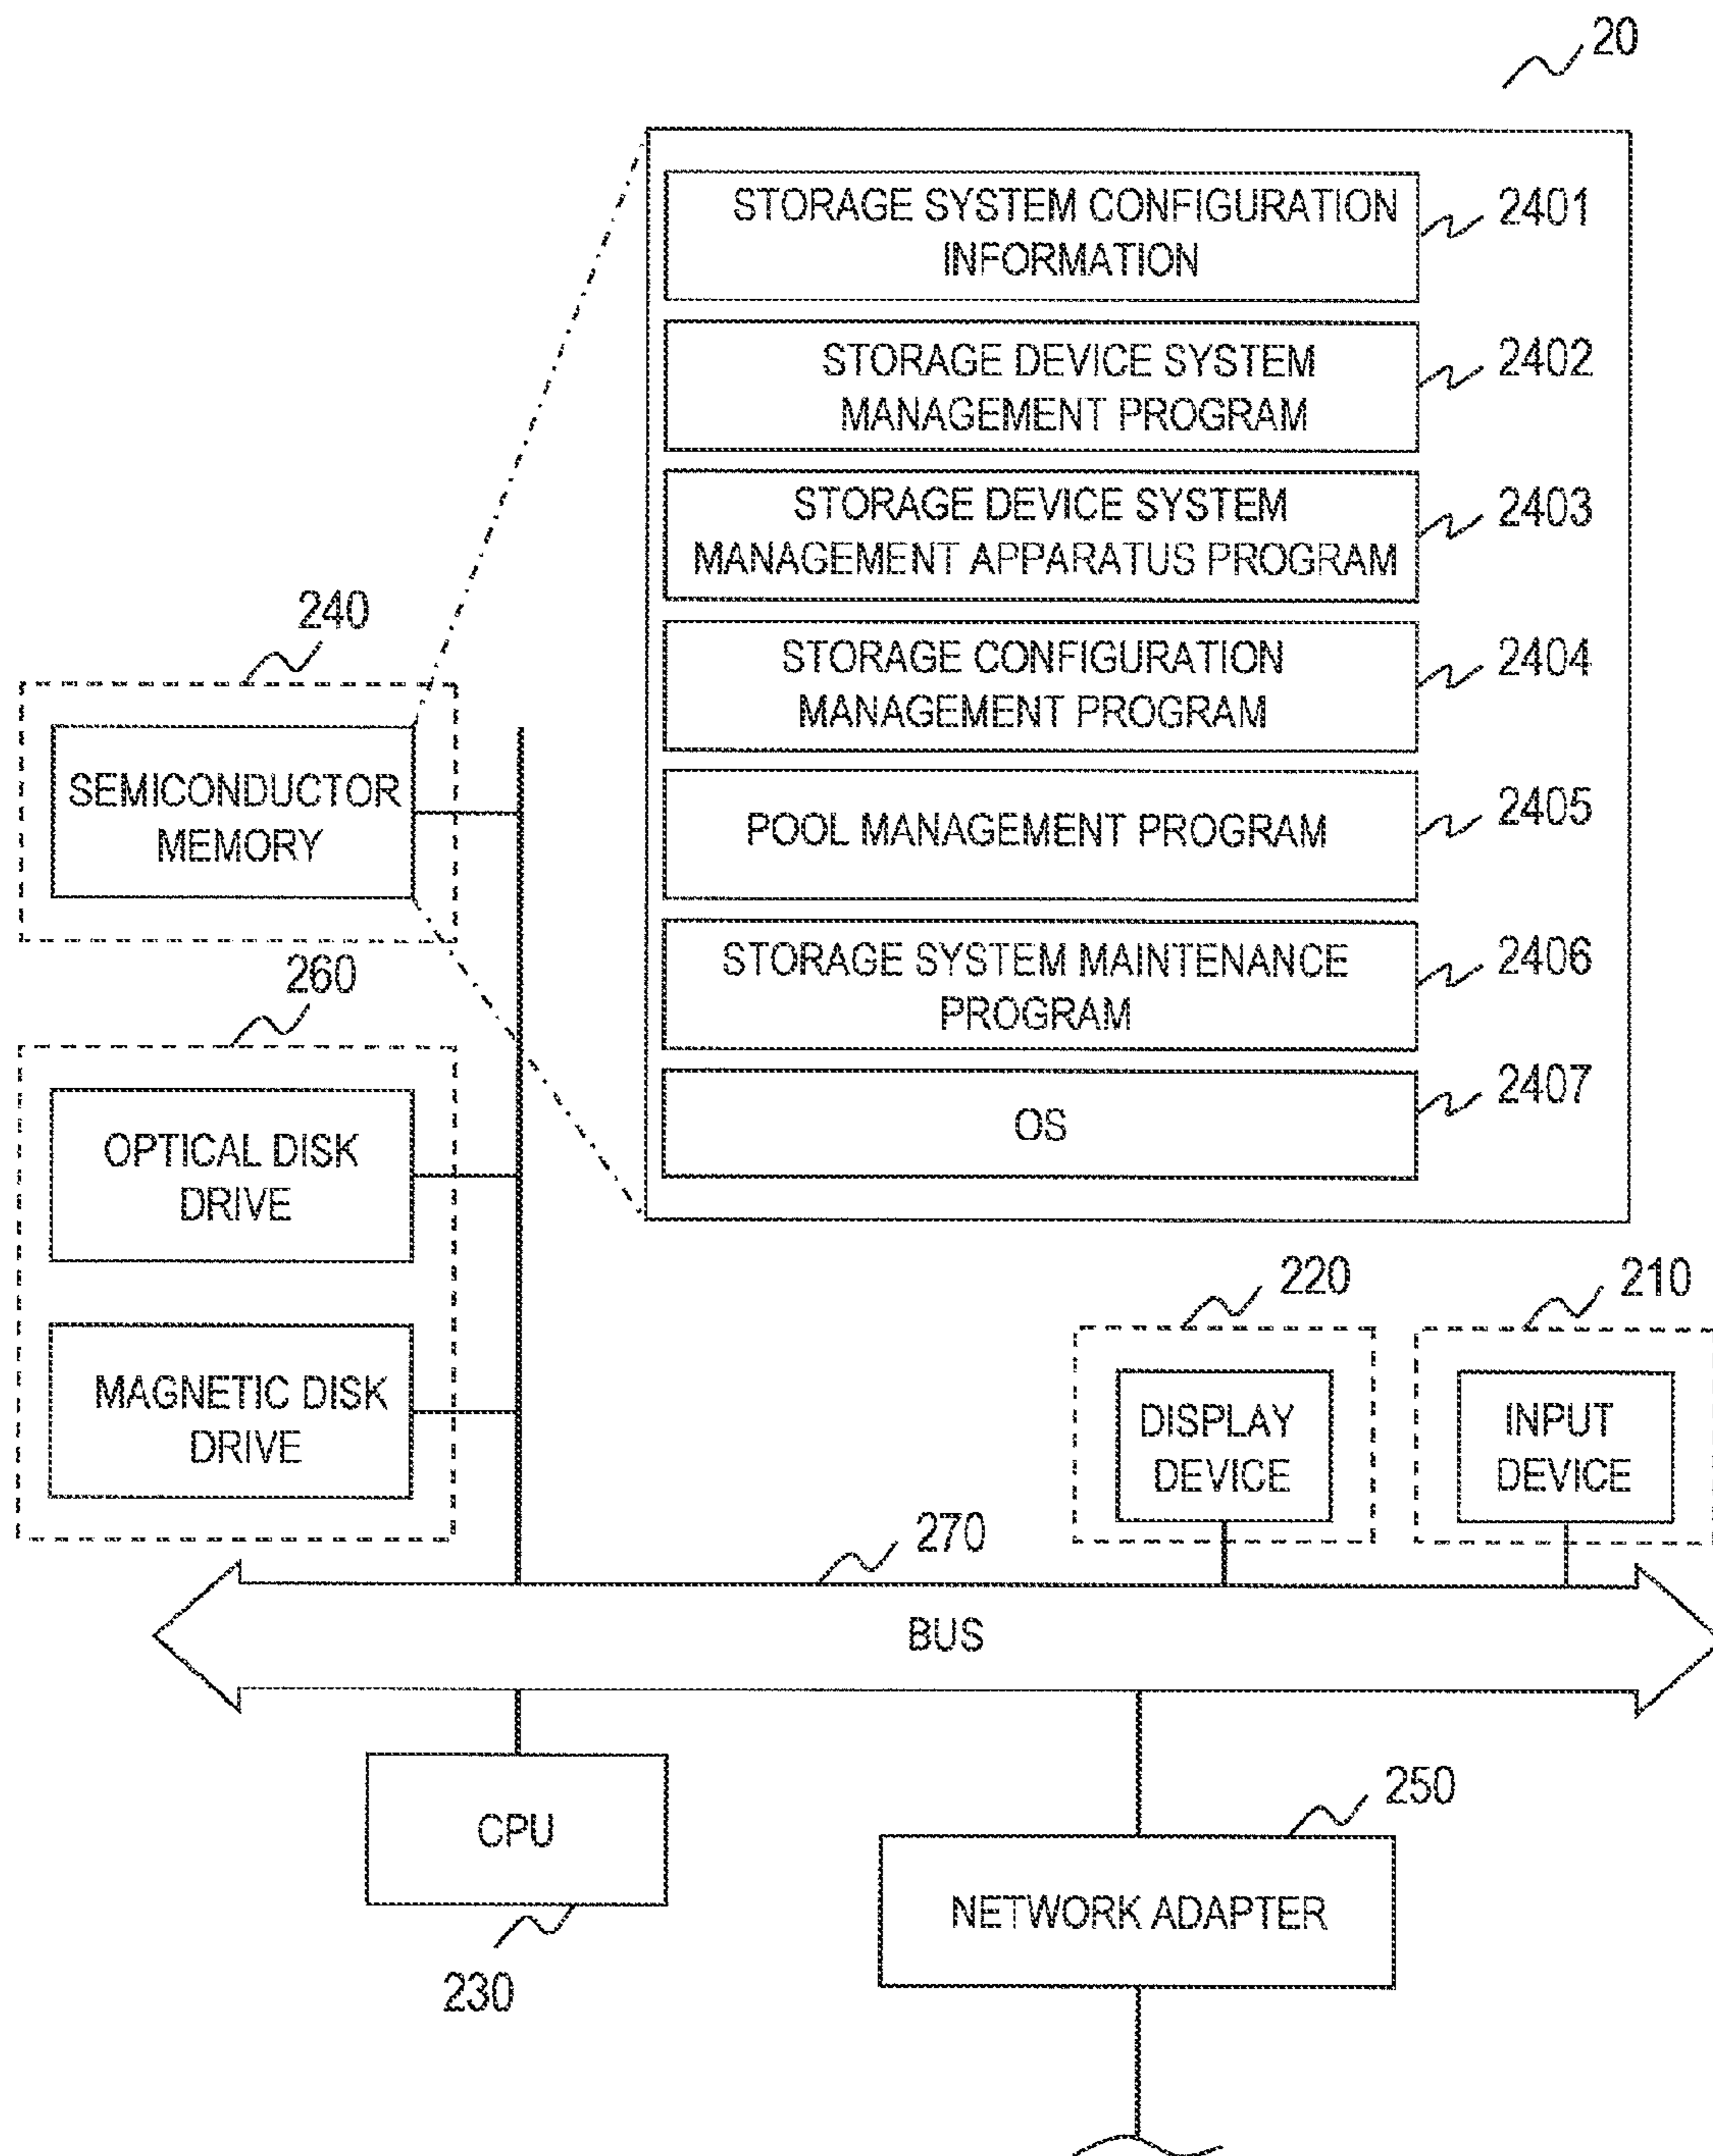 20
STORAGE SYSTEM CONFIGURATION
INFORMATION
2401
STORAGE DEVICE SYSTEM
MANAGEMENT PROGRAM
2402
STORAGE DEVICE SYSTEM
MANAGEMENT APPARATUS PROGRAM
2403
STORAGE CONFIGURATION
MANAGEMENT PROGRAM
2404
POOL MANAGEMENT PROGRAM
2405
STORAGE SYSTEM MAINTENANCE
PROGRAM
2406
OS
2407
240
SEMICONDUCTOR
MEMORY
260
OPTICAL DISK
DRIVE
MAGNETIC DISK
DRIVE
220
DISPLAY
DEVICE
210
INPUT
DEVICE
270
BUS
CPU
230
250
NETWORK ADAPTER